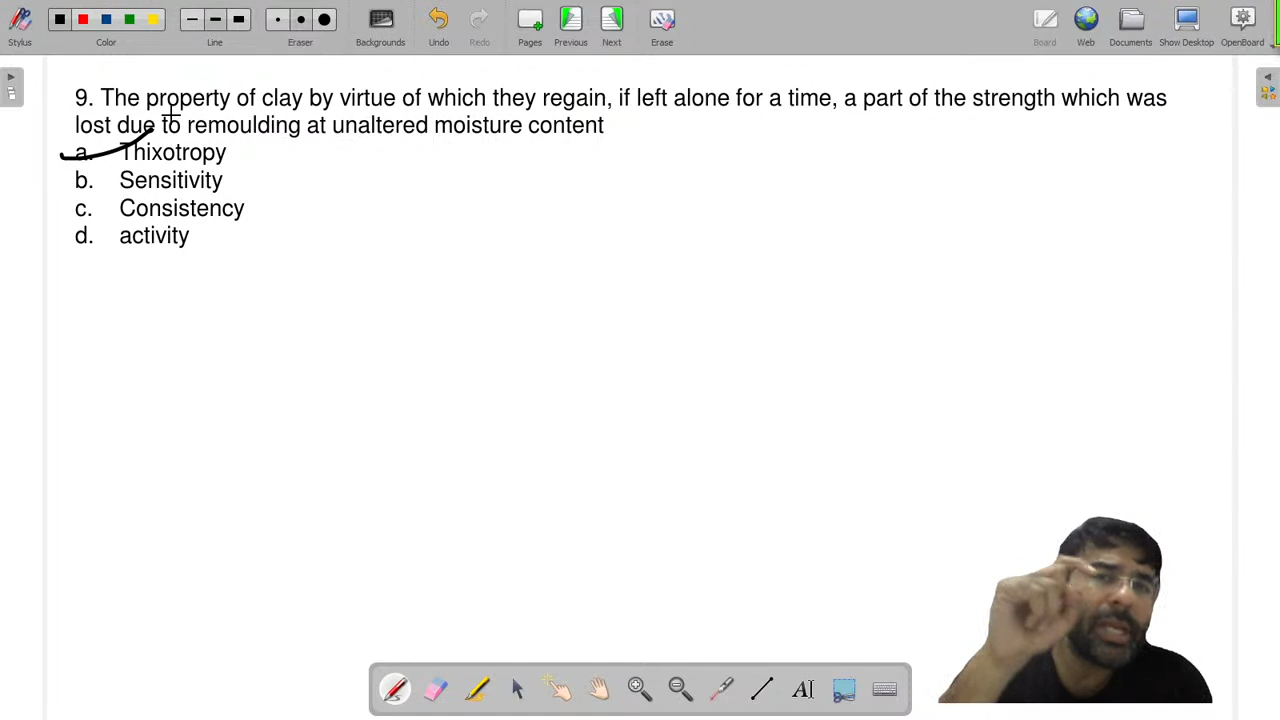 Stylus
Color
Line
Eraser
Backgrounds
Undo
Redo
Pages
Previous
Next
Erase
Board
Web
Documents
Show Desktop
OpenBoard
9. The property of clay by virtue of which they regain, if left alone for a time, a part of the strength which was
lost due to remoulding at unaltered moisture content
a. Thixotropy
b. Sensitivity
c. Consistency
d. activity